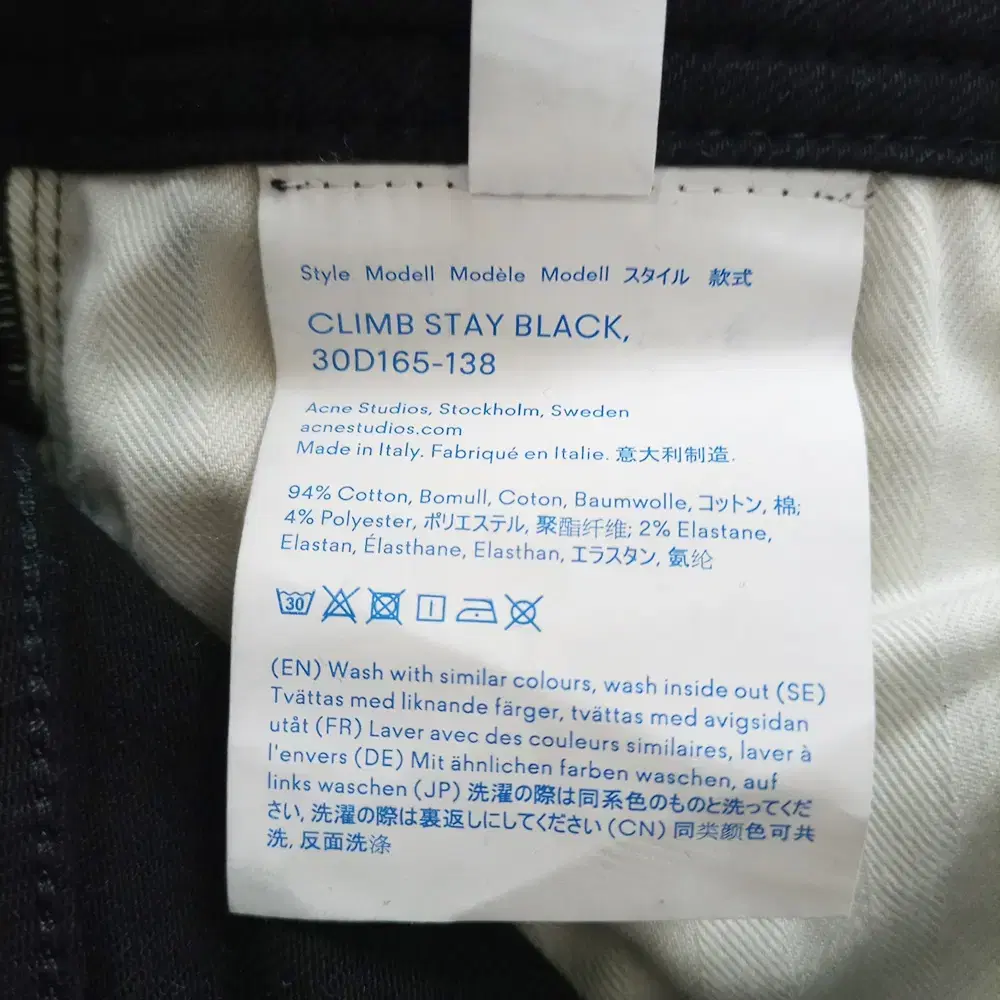 Style Modell Modèle Modell スタイル 款式
CLIMB STAY BLACK,
30D165-138
Acne Studios, Stockholm, Sweden
acnestudios.com
Made in Italy. Fabriqué en Italie. 意大利制造.
94% Cotton, Bomull, Coton, Baumwolle, コットン, 棉;
4% Polyester, ポリエステル, 聚酯纤维; 2% Elastane,
Elastan, Élasthane, Elasthan, エラスタン, 氨纶
30
(EN) Wash with similar colours, wash inside out (SE)
Tvättas med liknande färger, tvättas med avigsidan
utåt (FR) Laver avec des couleurs similaires, laver à
l'envers (DE) Mit ähnlichen farben waschen, auf
links waschen (JP) 洗濯の際は同系色のものと洗ってくだ
さい, 洗濯の際は裏返しにしてください (CN) 同类颜色可共
洗, 反面洗涤